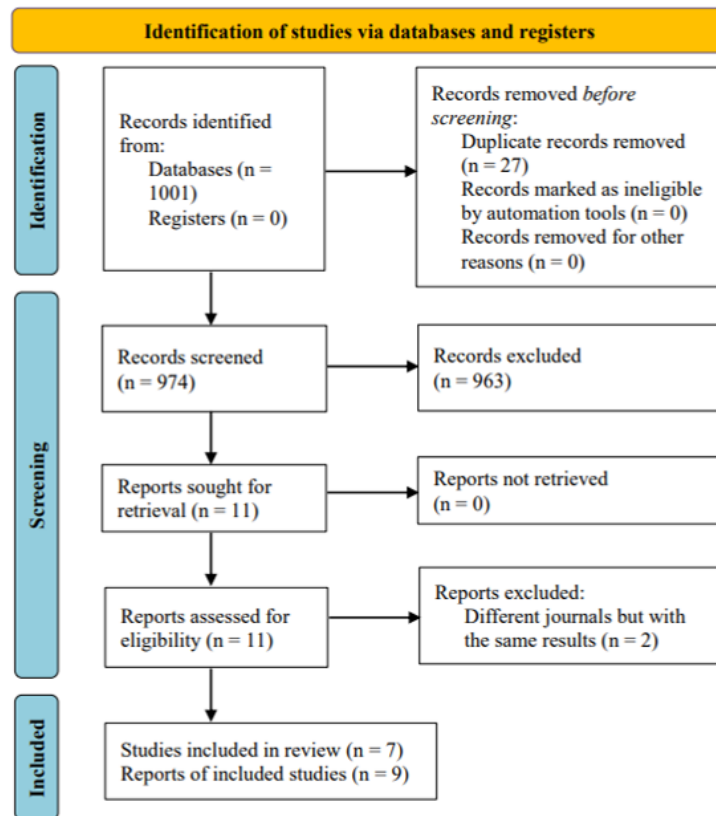 Identification of studies via databases and registers
Identification
Records identified
from:
Databases (n =
1001)
Registers (n = 0)
Records removed before
screening:
Duplicate records removed
(n = 27)
Records marked as ineligible
by automation tools (n = 0)
Records removed for other
reasons (n = 0)
Screening
Records screened
(n = 974)
Records excluded
(n = 963)
Reports sought for
retrieval (n = 11)
Reports not retrieved
(n = 0)
Reports assessed for
eligibility (n = 11)
Reports excluded:
Different journals but with
the same results (n = 2)
Included
Studies included in review (n = 7)
Reports of included studies (n = 9)